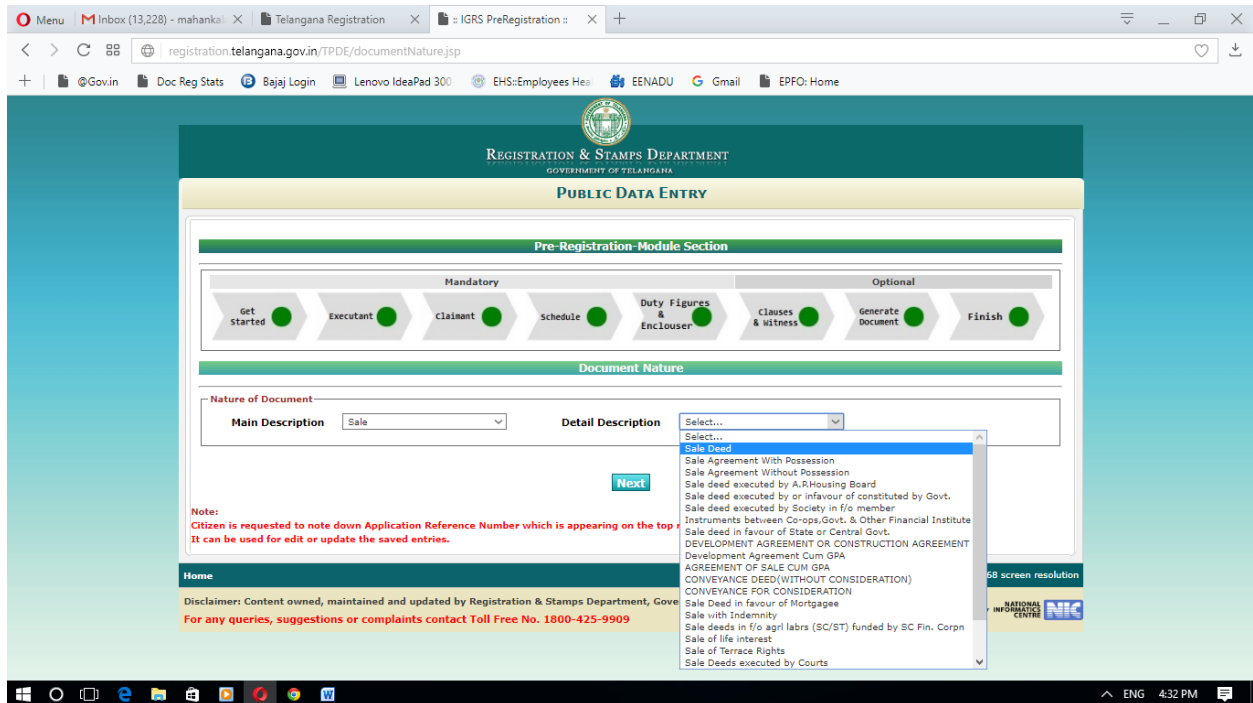 Menu
Inbox (13,228) - mahankal
Telangana Registration
:: IGRS PreRegistration ::
registration.telangana.gov.in/TPDE/documentNature.jsp
@Gov.in
Doc Reg Stats
Bajaj Login
Lenovo IdeaPad 300
EHS::Employees Hea
EENADU
Gmail
EPFO: Home
REGISTRATION & STAMPS DEPARTMENT
GOVERNMENT OF TELANGANA
PUBLIC DATA ENTRY
Pre-Registration-Module Section
Mandatory
Optional
Get Started
Executant
Claimant
Schedule
Duty Figures & Enclouser
Clauses & Witness
Generate Document
Finish
Document Nature
Nature of Document
Main Description
Sale
Detail Description
Select...
Select...
Sale Deed
Sale Agreement With Possession
Sale Agreement Without Possession
Sale deed executed by A.P.Housing Board
Sale deed executed by or infavour of constituted by Govt.
Sale deed executed by Society in f/o member
Instruments between Co-ops,Govt. & Other Financial Institute
Sale deed in favour of State or Central Govt.
DEVELOPMENT AGREEMENT OR CONSTRUCTION AGREEMENT
Development Agreement Cum GPA
AGREEMENT OF SALE CUM GPA
CONVEYANCE DEED(WITHOUT CONSIDERATION)
CONVEYANCE FOR CONSIDERATION
Sale Deed in favour of Mortgagee
Sale with Indemnity
Sale deeds in f/o agrl labrs (SC/ST) funded by SC Fin. Corpn
Sale of life interest
Sale of Terrace Rights
Sale Deeds executed by Courts
Next
Note:
Citizen is requested to note down Application Reference Number which is appearing on the top
It can be used for edit or update the saved entries.
Home
68 screen resolution
Disclaimer: Content owned, maintained and updated by Registration & Stamps Department, Gove
For any queries, suggestions or complaints contact Toll Free No. 1800-425-9909
NATIONAL
INFORMATICS
CENTRE
NIC
ENG
4:32 PM